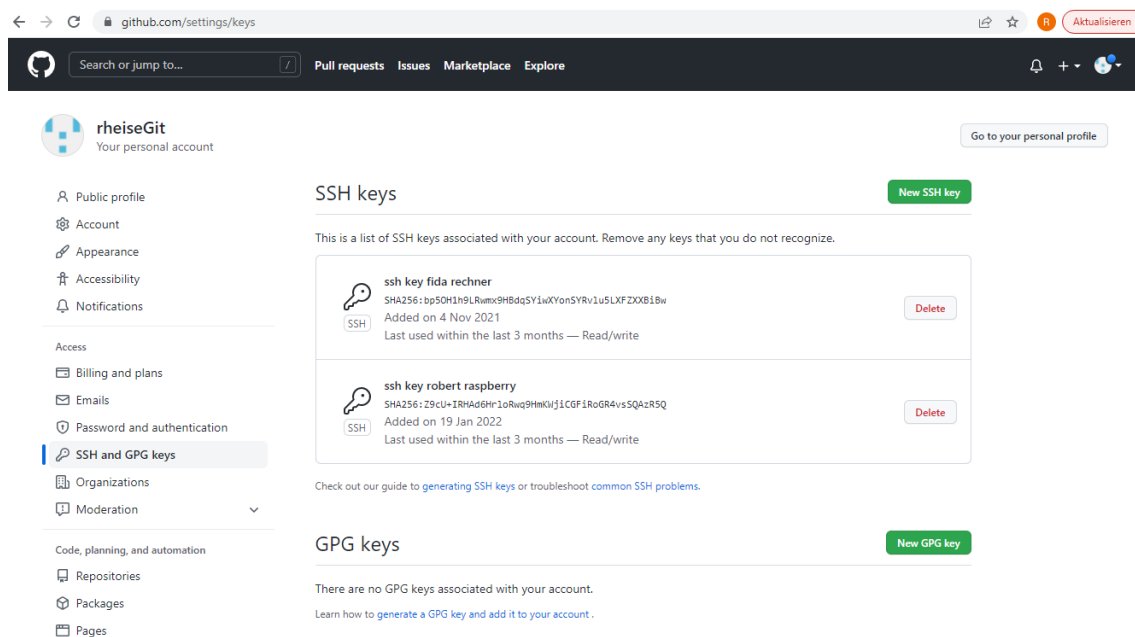 github.com/settings/keys
R
Aktualisieren
Search or jump to...
/
Pull requests Issues Marketplace Explore
rheiseGit
Your personal account
Go to your personal profile
Public profile
Account
Appearance
Accessibility
Notifications
Access
Billing and plans
Emails
Password and authentication
SSH and GPG keys
Organizations
Moderation
Code, planning, and automation
Repositories
Packages
Pages
SSH keys
New SSH key
This is a list of SSH keys associated with your account. Remove any keys that you do not recognize.
ssh key fida rechner
SHA256:bp5OH1h9LRwmx9HBdqSYiwXYonSYRvlu5LXFZXXBiBw
Added on 4 Nov 2021
Last used within the last 3 months — Read/write
SSH
Delete
ssh key robert raspberry
SHA256:Z9cU+IRHAd6HrloRwq9HmKWjiCGFiRoGR4vsSQAzR5Q
Added on 19 Jan 2022
Last used within the last 3 months — Read/write
SSH
Delete
Check out our guide to generating SSH keys or troubleshoot common SSH problems.
GPG keys
New GPG key
There are no GPG keys associated with your account.
Learn how to generate a GPG key and add it to your account .